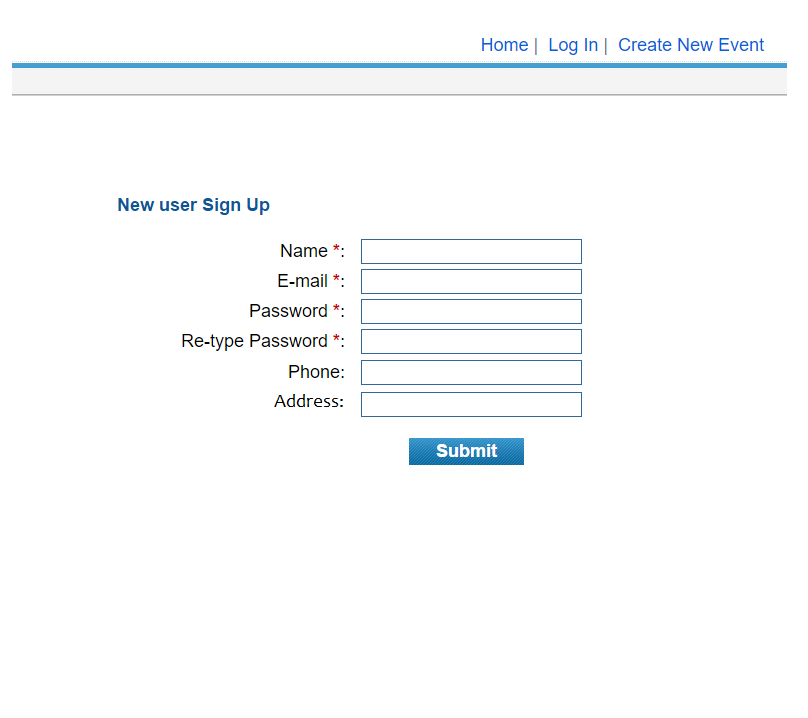 Home | Log In | Create New Event
New user Sign Up
Name *:
E-mail *:
Password *:
Re-type Password *:
Phone:
Address:
Submit